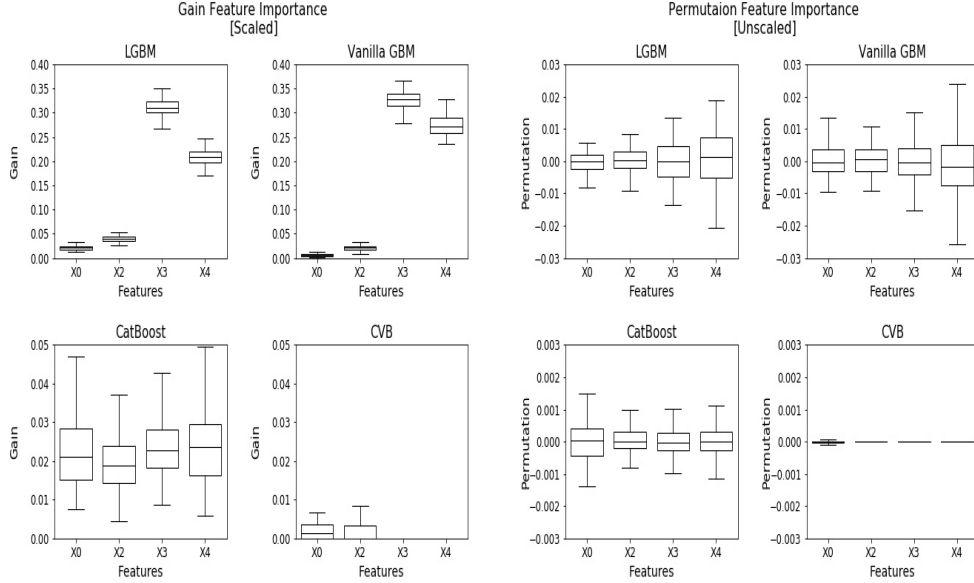 Gain Feature Importance
[Scaled]
LGBM
0.40
0.35
0.30
0.25
0.20
0.15
0.10
0.05
0.00
Gain
X0 X2 X3 X4
Features
Vanilla GBM
0.40
0.35
0.30
0.25
0.20
0.15
0.10
0.05
0.00
Gain
X0 X2 X3 X4
Features
CatBoost
0.05
0.04
0.03
0.02
0.01
0.00
Gain
X0 X2 X3 X4
Features
CVB
0.05
0.04
0.03
0.02
0.01
0.00
Gain
X0 X2 X3 X4
Features
Permutaion Feature Importance
[Unscaled]
LGBM
0.03
0.02
0.01
0.00
−0.01
−0.02
−0.03
Permutation
X0 X2 X3 X4
Features
Vanilla GBM
0.03
0.02
0.01
0.00
−0.01
−0.02
−0.03
Permutation
X0 X2 X3 X4
Features
CatBoost
0.003
0.002
0.001
0.000
−0.001
−0.002
−0.003
Permutation
X0 X2 X3 X4
Features
CVB
0.003
0.002
0.001
0.000
−0.001
−0.002
−0.003
Permutation
X0 X2 X3 X4
Features